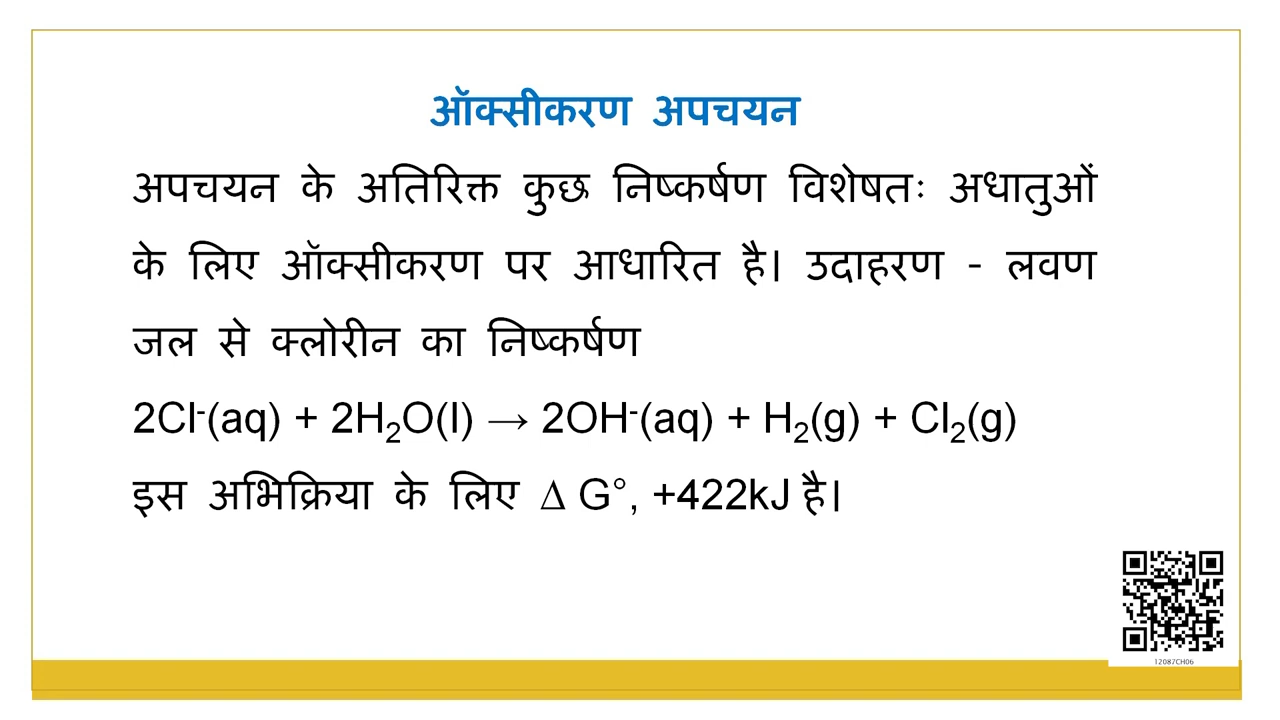 ऑक्सीकरण अपचयन
अपचयन के अतिरिक्त कुछ निष्कर्षण विशेषतः अधातुओं
के लिए ऑक्सीकरण पर आधारित है। उदाहरण - लवण
जल से क्लोरीन का निष्कर्षण
2Cl⁻(aq) + 2H₂O(l) → 2OH⁻(aq) + H₂(g) + Cl₂(g)
इस अभिक्रिया के लिए ∆ G°, +422kJ है।
12087CH06